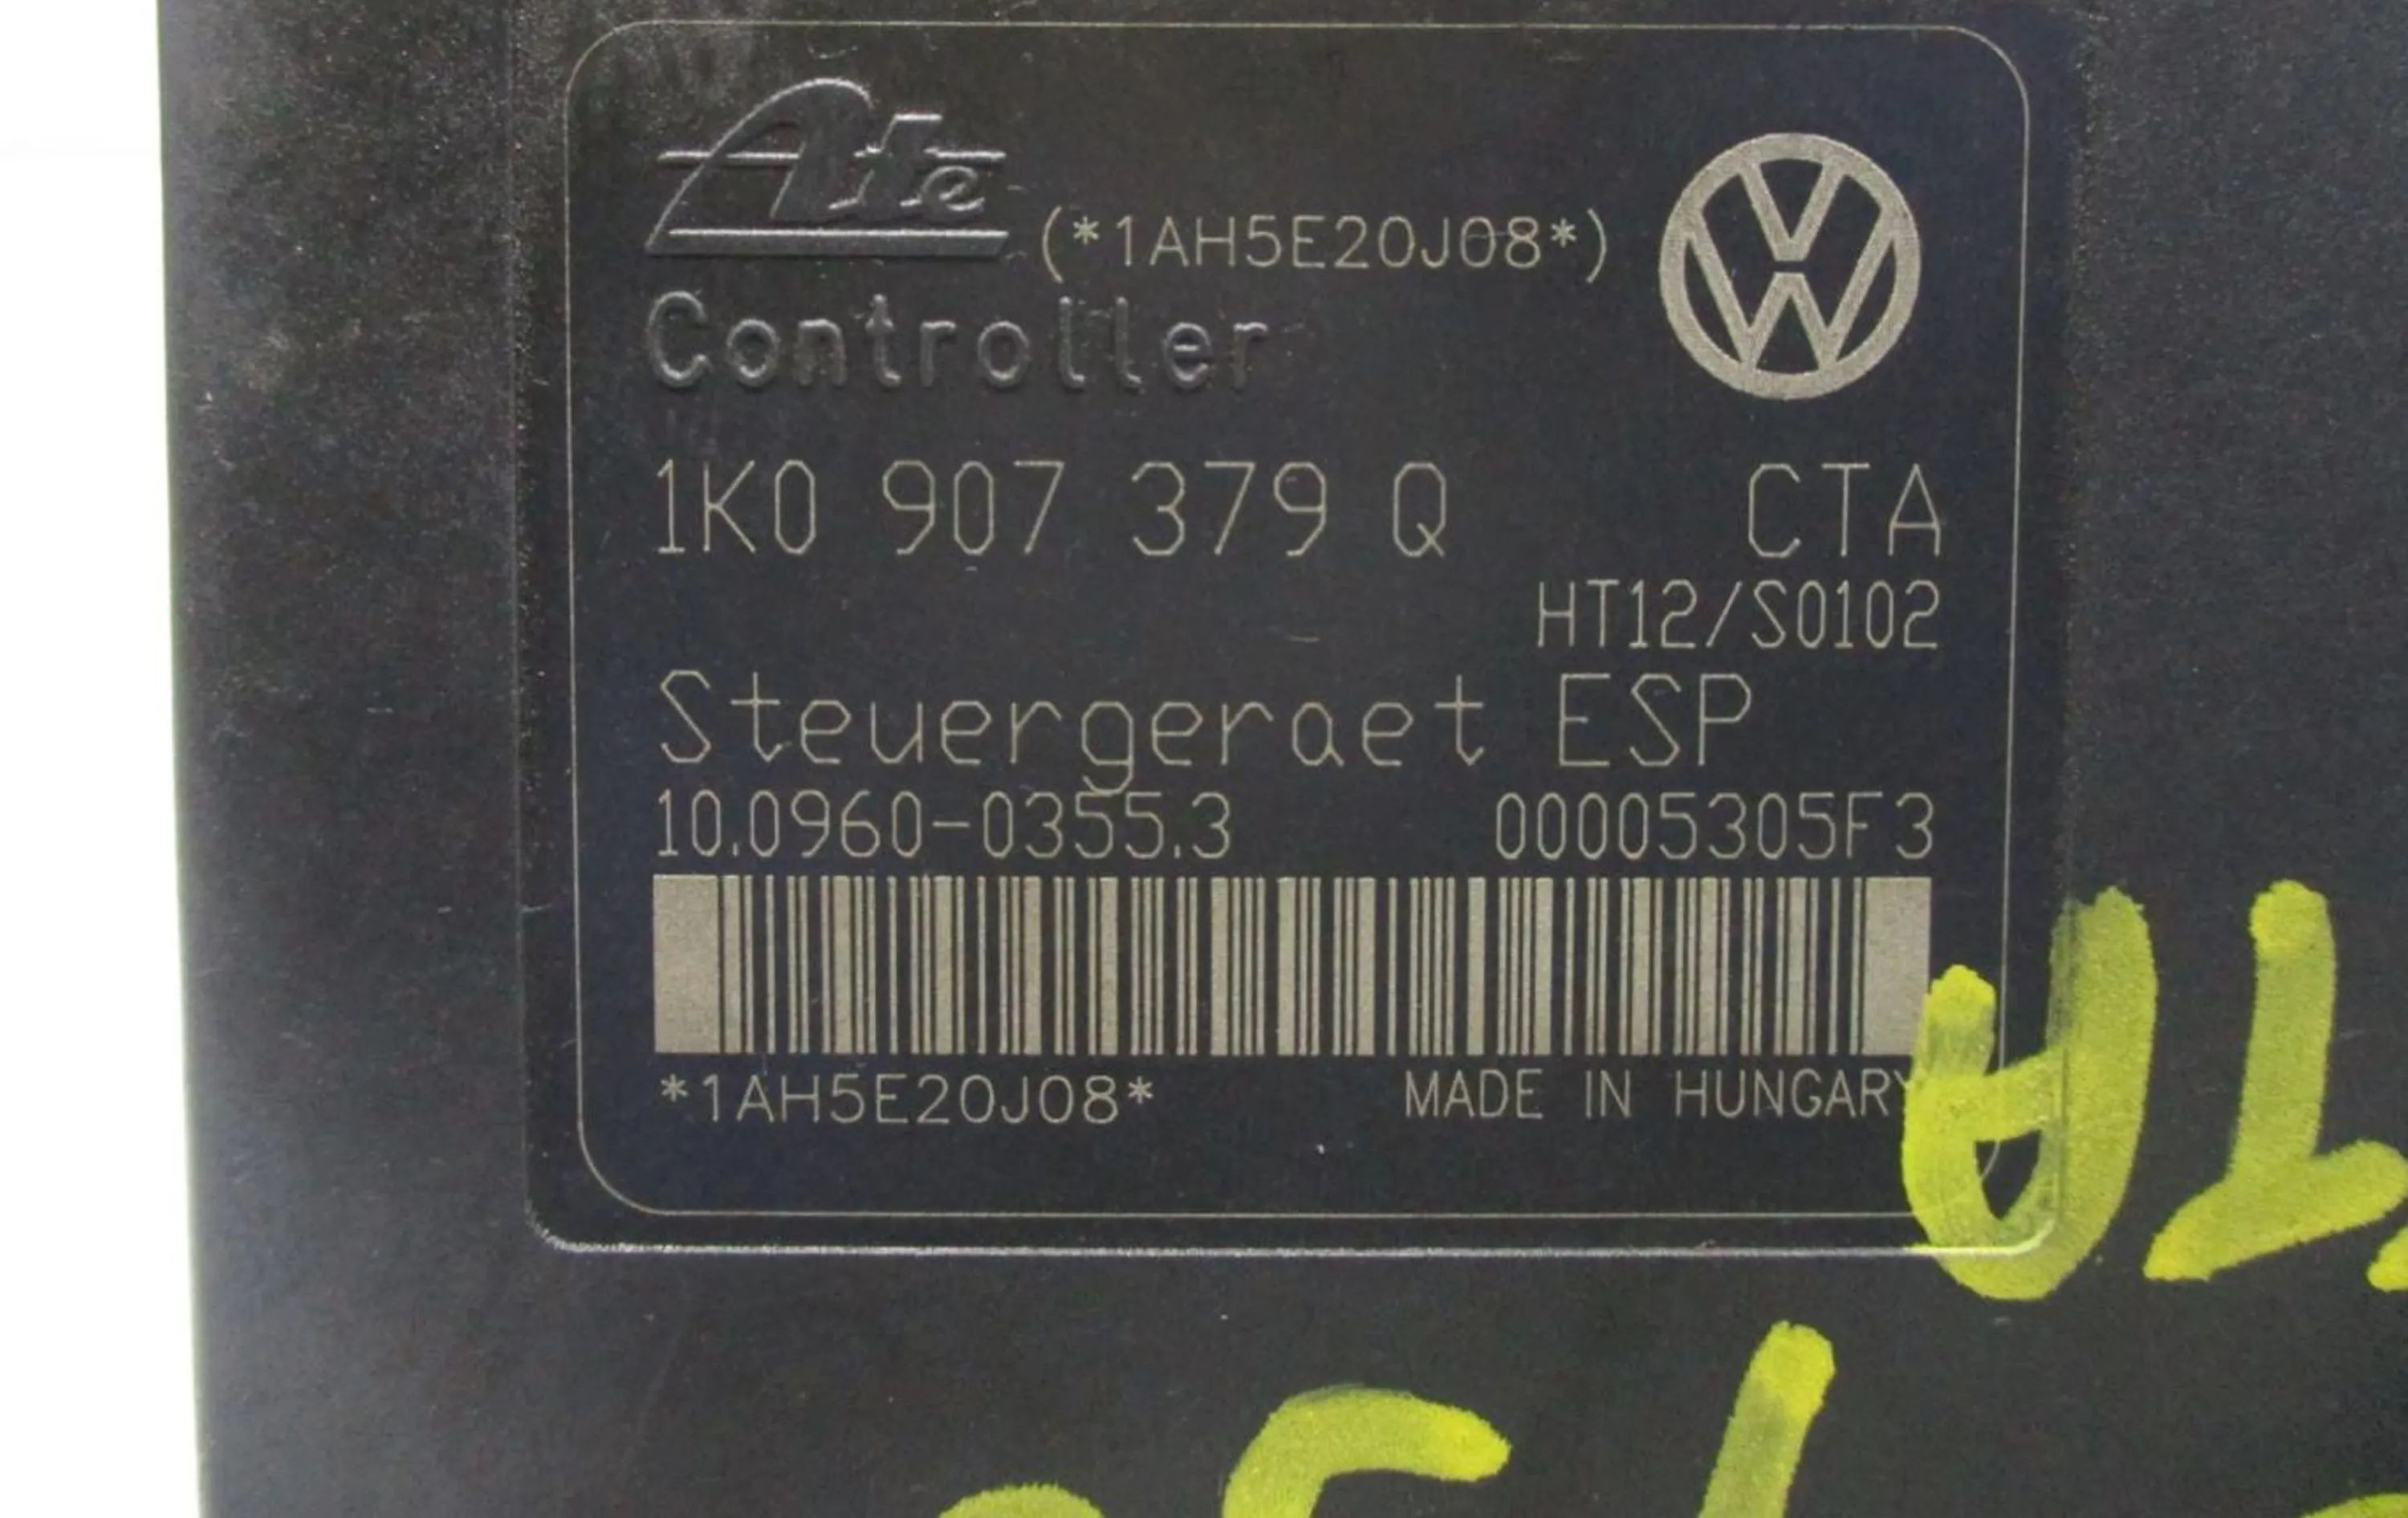 Ate (*1AH5E20J08*)
Controller
1K0 907 379 Q CTA
HT12/S0102
Steuergeraet ESP
10.0960-0355.3 00005305F3
*1AH5E20J08* MADE IN HUNGARY